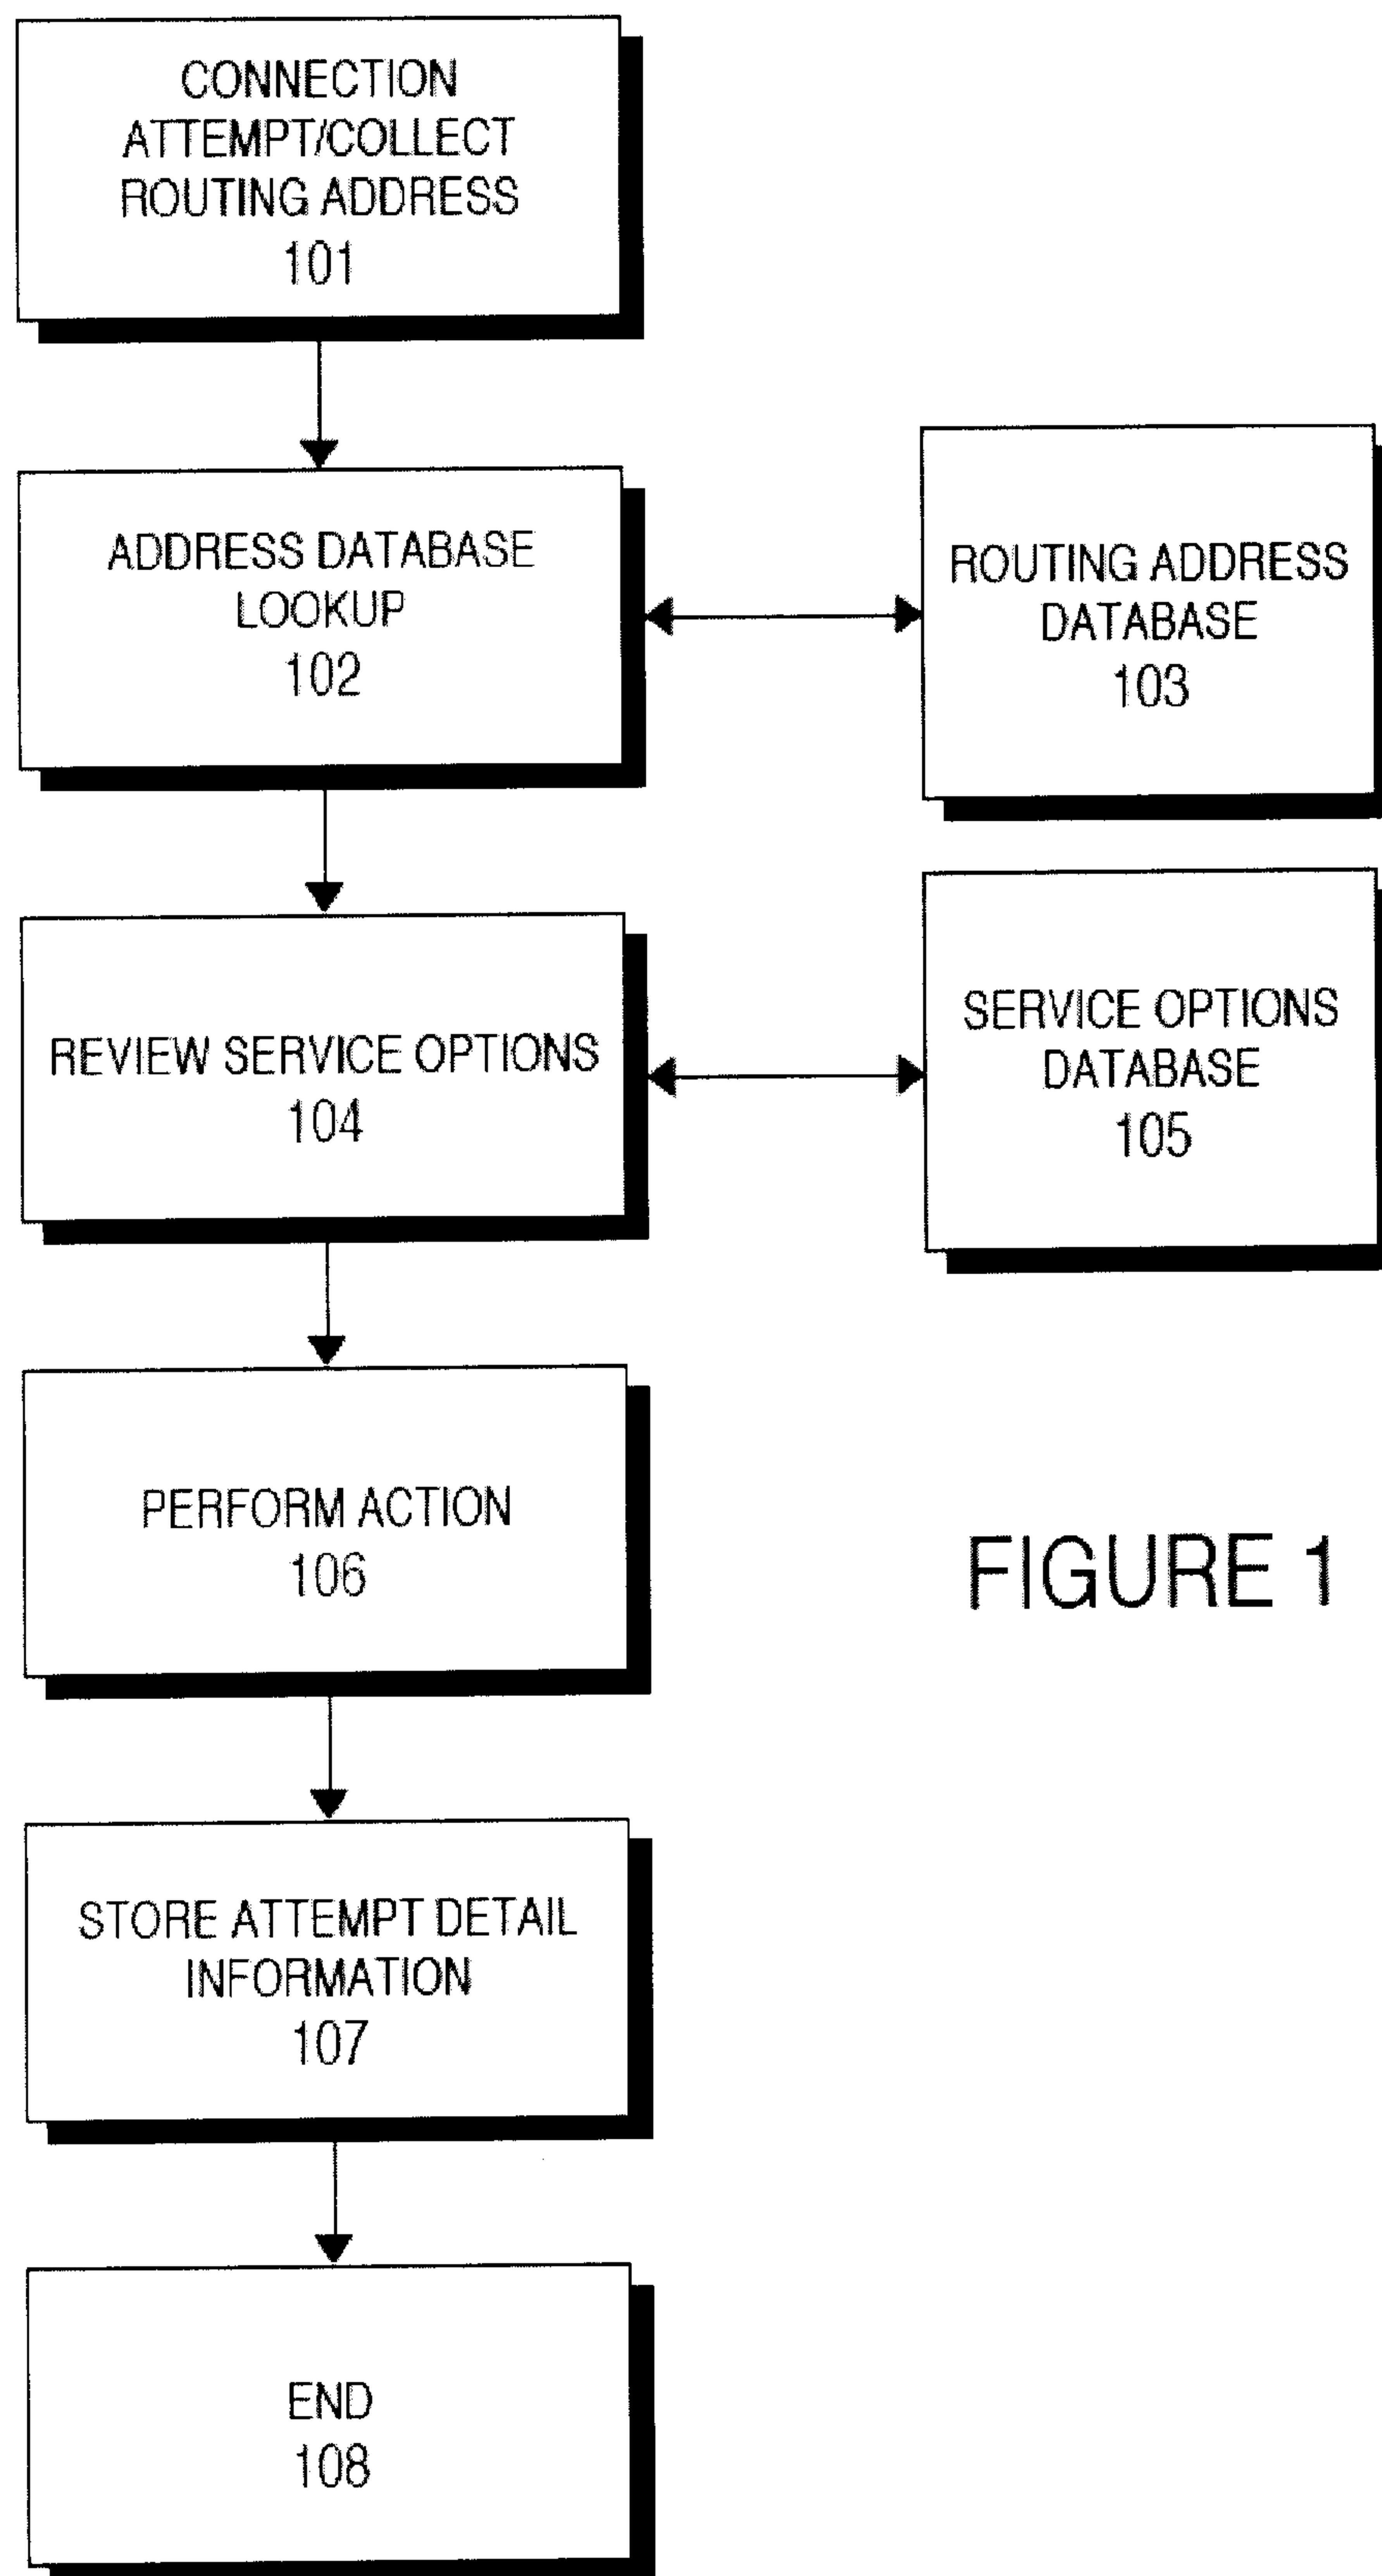 CONNECTION
ATTEMPT/COLLECT
ROUTING ADDRESS
101
ADDRESS DATABASE
LOOKUP
102
ROUTING ADDRESS
DATABASE
103
REVIEW SERVICE OPTIONS
104
SERVICE OPTIONS
DATABASE
105
PERFORM ACTION
106
FIGURE 1
STORE ATTEMPT DETAIL
INFORMATION
107
END
108